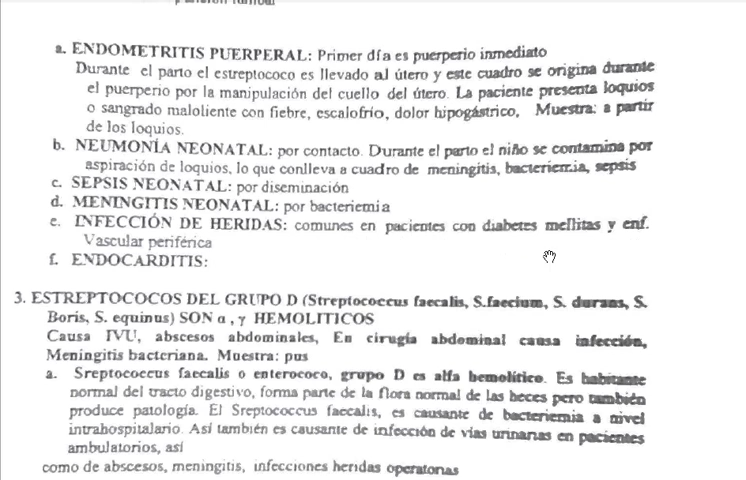 a. ENDOMETRITIS PUERPERAL: Primer día es puerperio inmediato
Durante el parto el estreptococo es llevado al útero y este cuadro se origina durante
el puerperio por la manipulación del cuello del útero. La paciente presenta loquios
o sangrado maloliente con fiebre, escalofrío, dolor hipogástrico, Muestra: a partir
de los loquios.
b. NEUMONÍA NEONATAL: por contacto. Durante el parto el niño se contamina por
aspiración de loquios, lo que conlleva a cuadro de meningitis, bacteriemia, sepsis
c. SEPSIS NEONATAL: por diseminación
d. MENINGITIS NEONATAL: por bacteriemia
e. INFECCIÓN DE HERIDAS: comunes en pacientes con diabetes mellitas y enf.
Vascular periférica
f. ENDOCARDITIS:
3. ESTREPTOCOCOS DEL GRUPO D (Streptococcus faecalis, S.faecium, S. durans, S.
Boris, S. equinus) SON α , γ HEMOLITICOS
Causa IVU, abscesos abdominales, En cirugía abdominal causa infección,
Meningitis bacteriana. Muestra: pus
a. Sreptococcus faecalis o enterococo, grupo D es alfa hemolítico. Es habitante
normal del tracto digestivo, forma parte de la flora normal de las heces pero también
produce patología. El Sreptococcus faecalis, es causante de bacteriemia a nivel
intrahospitalario. Así también es causante de infección de vías urinarias en pacientes
ambulatorios, así
como de abscesos, meningitis, infecciones heridas operatorias